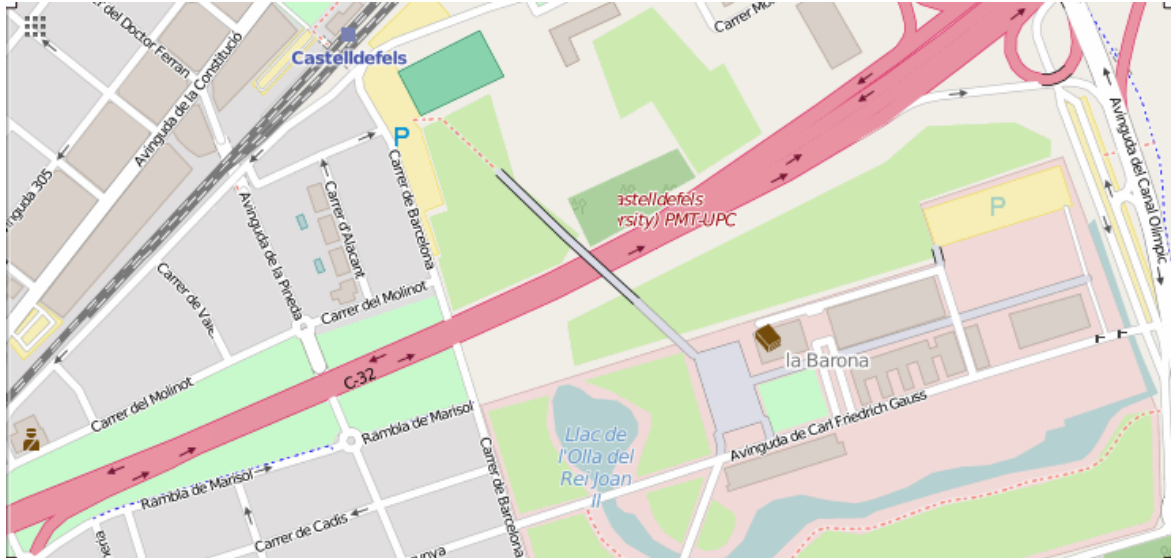 del Doctor Ferran
Avinguda de la Constitució
Castelldefels
Carrer Mo
P
Avinguda 305
Carrer de Barcelona
Carrer d'Alacant
Avinguda de la Pineda
Carrer de Vale
astelldefels
rsity) PMT-UPC
P
Avinguda del Canal Olímpic
Carrer del Molinot
Carrer del Molinot
C-32
la Barona
Rambla de Marisol
Avinguda de Carl Friedrich Gauss
Llac de
l'Olla del
Rei Joan
II
Rambla de Marisol
Carrer de Barcelona
Carrer de Cadis